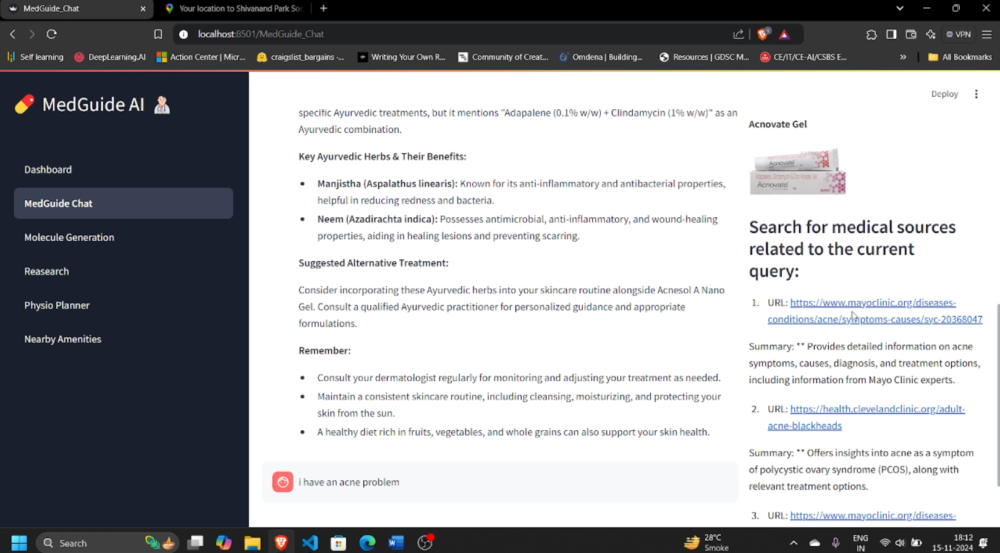 MedGuide_Chat
Your location to Shivanand Park Soc
localhost:8501/MedGuide_Chat
1
VPN
Self learning
DeepLearning.AI
Action Center | Micr...
craigslist_bargains ·...
Writing Your Own R...
Community of Creat...
Omdena | Building...
Resources | GDSC M...
CE/IT/CE-AI/CSBS E...
»
All Bookmarks
MedGuide AI
Dashboard
MedGuide Chat
Molecule Generation
Reasearch
Physio Planner
Nearby Amenities
Deploy
specific Ayurvedic treatments, but it mentions "Adapalene (0.1% w/w) + Clindamycin (1% w/w)" as an
Ayurvedic combination.
Key Ayurvedic Herbs & Their Benefits:
• Manjistha (Aspalathus linearis): Known for its anti-inflammatory and antibacterial properties,
helpful in reducing redness and bacteria.
• Neem (Azadirachta indica): Possesses antimicrobial, anti-inflammatory, and wound-healing
properties, aiding in healing lesions and preventing scarring.
Suggested Alternative Treatment:
Consider incorporating these Ayurvedic herbs into your skincare routine alongside Acnesol A Nano
Gel. Consult a qualified Ayurvedic practitioner for personalized guidance and appropriate
formulations.
Remember:
• Consult your dermatologist regularly for monitoring and adjusting your treatment as needed.
• Maintain a consistent skincare routine, including cleansing, moisturizing, and protecting your
skin from the sun.
• A healthy diet rich in fruits, vegetables, and whole grains can also support your skin health.
i have an acne problem
Acnovate Gel
Acnovate
Adapalene, Clindamycin & Zinc Acetate Gel
Acnovate
apex
Search for medical sources
related to the current
query:
1. URL: https://www.mayoclinic.org/diseases-
conditions/acne/symptoms-causes/syc-20368047
Summary: ** Provides detailed information on acne
symptoms, causes, diagnosis, and treatment options,
including information from Mayo Clinic experts.
2. URL: https://health.clevelandclinic.org/adult-
acne-blackheads
Summary: ** Offers insights into acne as a symptom
of polycystic ovary syndrome (PCOS), along with
relevant treatment options.
3. URL: https://www.mayoclinic.org/diseases-
Search
28°C
Smoke
ENG
IN
18:12
15-11-2024